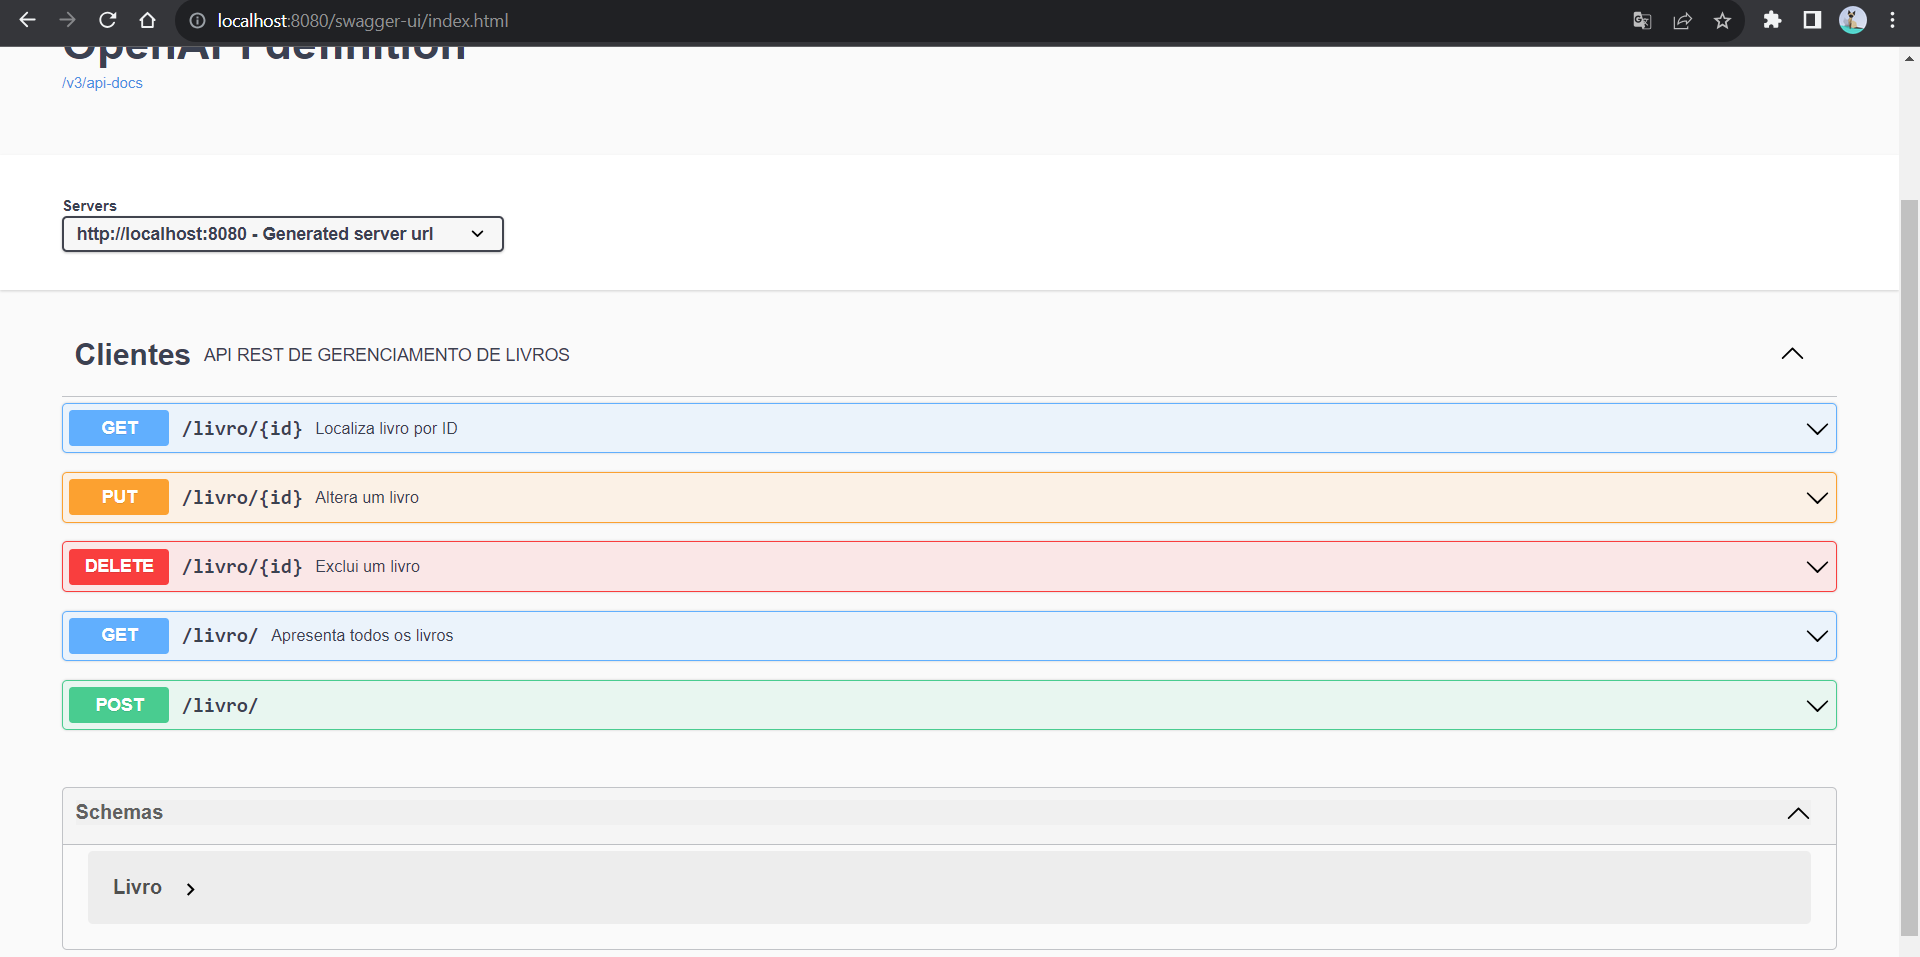 localhost:8080/swagger-ui/index.html
OpenAPI definition
/v3/api-docs
Servers
http://localhost:8080 - Generated server url
Clientes API REST DE GERENCIAMENTO DE LIVROS
GET /livro/{id} Localiza livro por ID
PUT /livro/{id} Altera um livro
DELETE /livro/{id} Exclui um livro
GET /livro/ Apresenta todos os livros
POST /livro/
Schemas
Livro